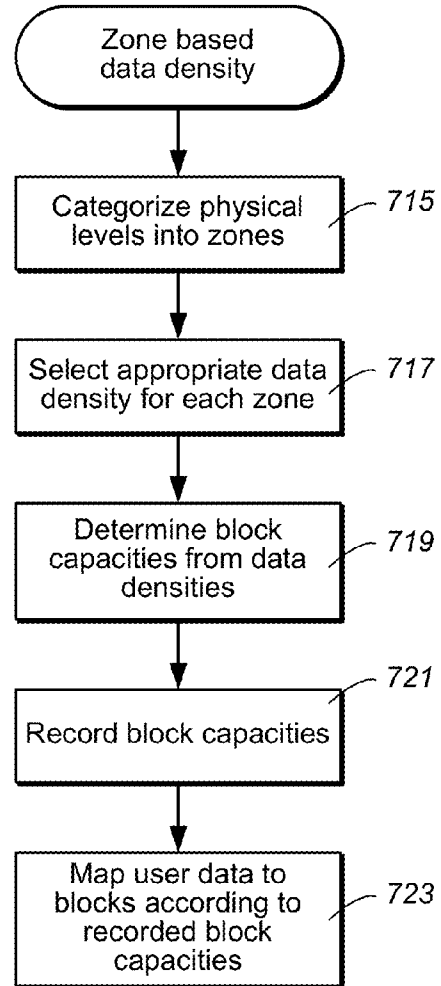 Zone based
data density
Categorize physical
levels into zones
715
Select appropriate data
density for each zone
717
Determine block
capacities from data
densities
719
Record block capacities
721
Map user data to
blocks according to
recorded block
capacities
723